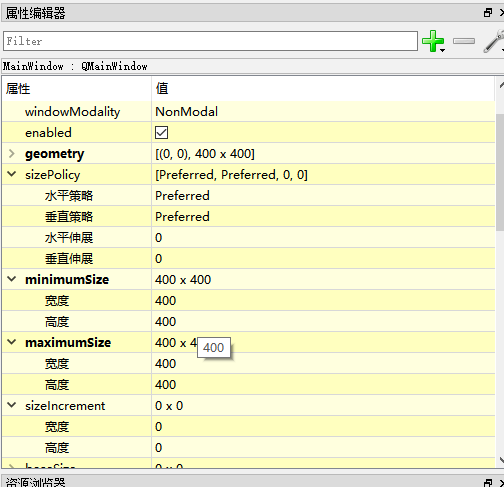 属性编辑器
Filter
MainWindow : QMainWindow
属性 值
windowModality NonModal
enabled
geometry [(0, 0), 400 x 400]
sizePolicy [Preferred, Preferred, 0, 0]
水平策略 Preferred
垂直策略 Preferred
水平伸展 0
垂直伸展 0
minimumSize 400 x 400
宽度 400
高度 400
maximumSize 400 x 4
400
宽度 400
高度 400
sizeIncrement 0 x 0
宽度 0
高度 0
baseSize 0 x 0
资源浏览器